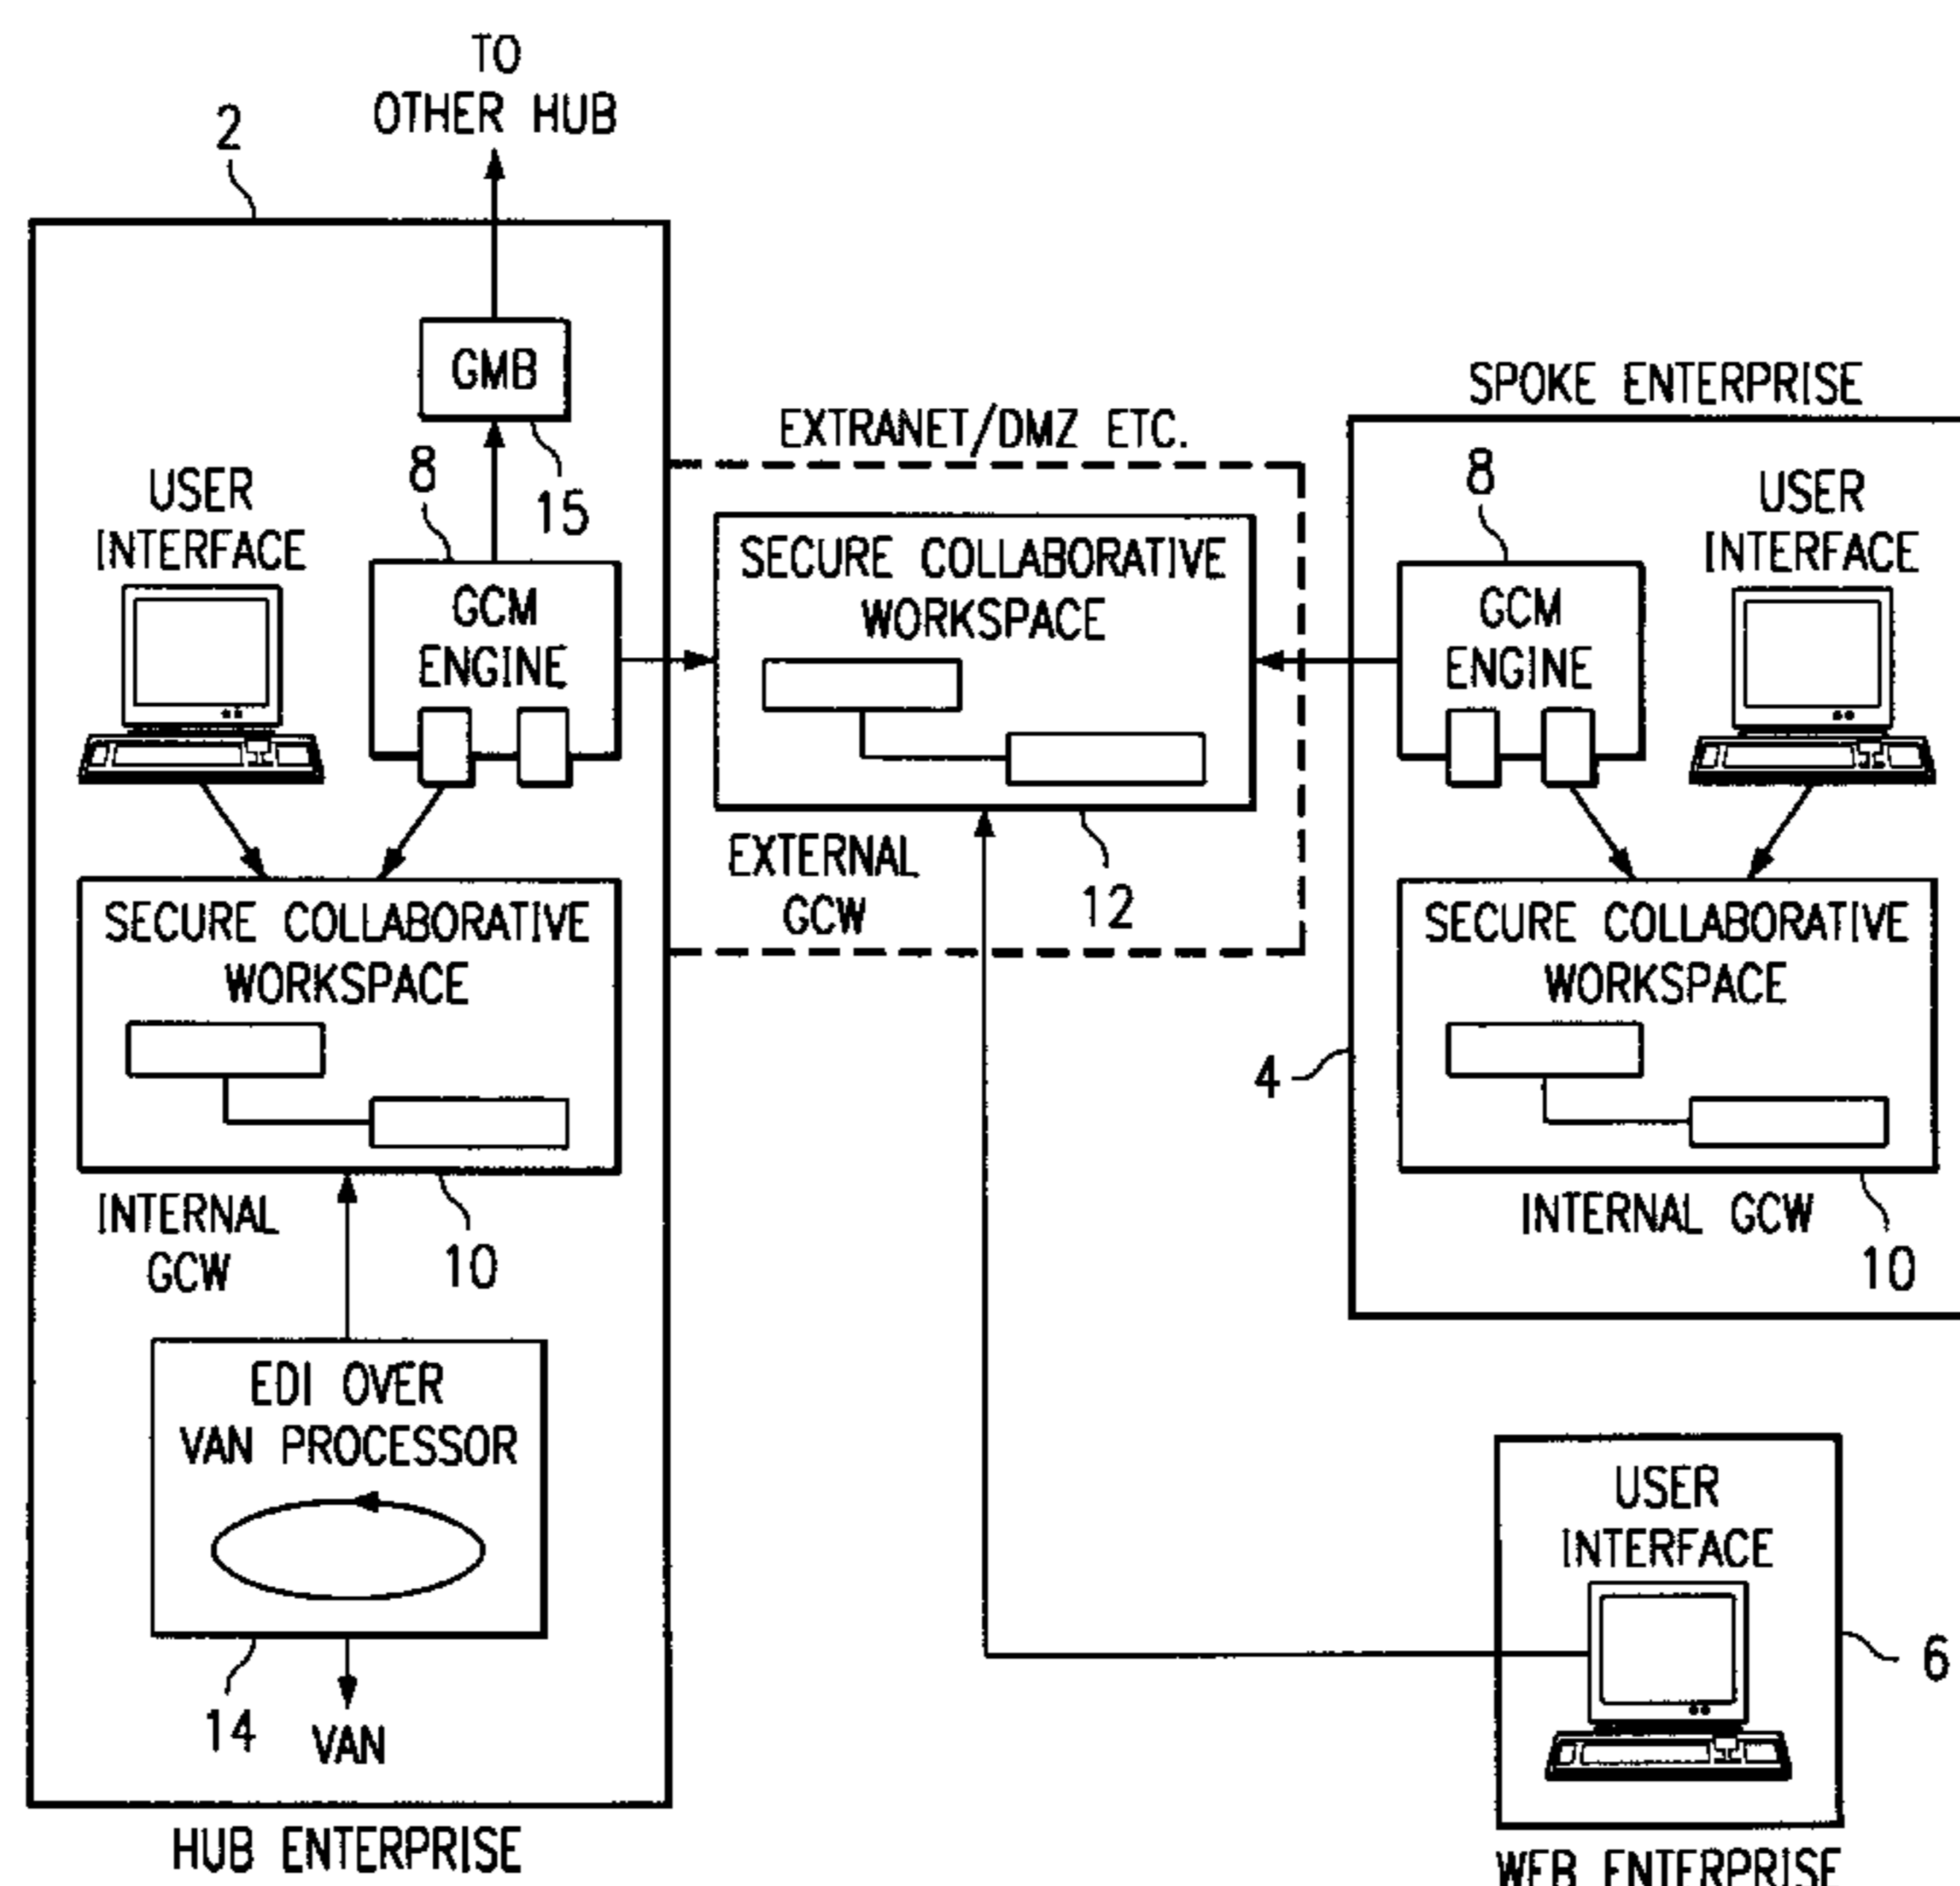 TO
OTHER HUB
2
GMB
15
8
USER
INTERFACE
GCM
ENGINE
SECURE COLLABORATIVE
WORKSPACE
INTERNAL
GCW
10
EDI OVER
VAN PROCESSOR
14
VAN
HUB ENTERPRISE
EXTRANET/DMZ ETC.
SECURE COLLABORATIVE
WORKSPACE
EXTERNAL
GCW
12
SPOKE ENTERPRISE
8
USER
INTERFACE
GCM
ENGINE
SECURE COLLABORATIVE
WORKSPACE
4
INTERNAL GCW
10
USER
INTERFACE
6
WEB ENTERPRISE